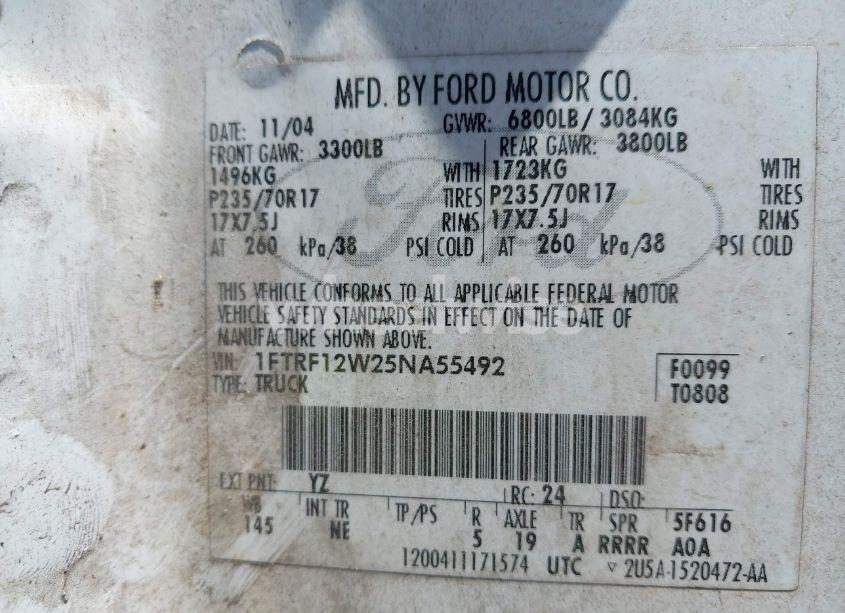 MFD. BY FORD MOTOR CO.
DATE: 11/04 GVWR: 6800LB / 3084KG
FRONT GAWR: 3300LB REAR GAWR: 3800LB
1496KG WITH 1723KG WITH
P235/70R17 TIRES P235/70R17 TIRES
17X7.5J RIMS 17X7.5J RIMS
AT 260 kPa/38 PSI COLD AT 260 kPa/38 PSI COLD
Ford
THIS VEHICLE CONFORMS TO ALL APPLICABLE FEDERAL MOTOR
VEHICLE SAFETY STANDARDS IN EFFECT ON THE DATE OF
MANUFACTURE SHOWN ABOVE.
VIN: 1FTRF12W25NA55492 F0099
TYPE: TRUCK T0808
EXT PNT: YZ RC: 24 DSO:
WB INT TR TP/PS R AXLE TR SPR 5F616
145 NE 5 19 A RRRR A0A
1200411171574 UTC ▽ 2U5A-1520472-AA